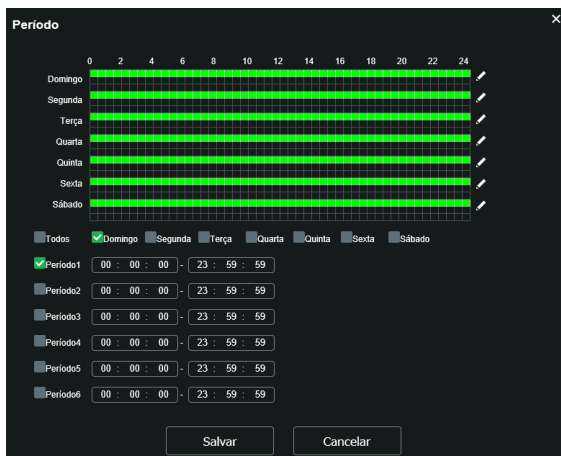 Período
0 2 4 6 8 10 12 14 16 18 20 22 24
Domingo
Segunda
Terça
Quarta
Quinta
Sexta
Sábado
Todos Domingo Segunda Terça Quarta Quinta Sexta Sábado
Período1 00 : 00 : 00 - 23 : 59 : 59
Período2 00 : 00 : 00 - 23 : 59 : 59
Período3 00 : 00 : 00 - 23 : 59 : 59
Período4 00 : 00 : 00 - 23 : 59 : 59
Período5 00 : 00 : 00 - 23 : 59 : 59
Período6 00 : 00 : 00 - 23 : 59 : 59
Salvar Cancelar